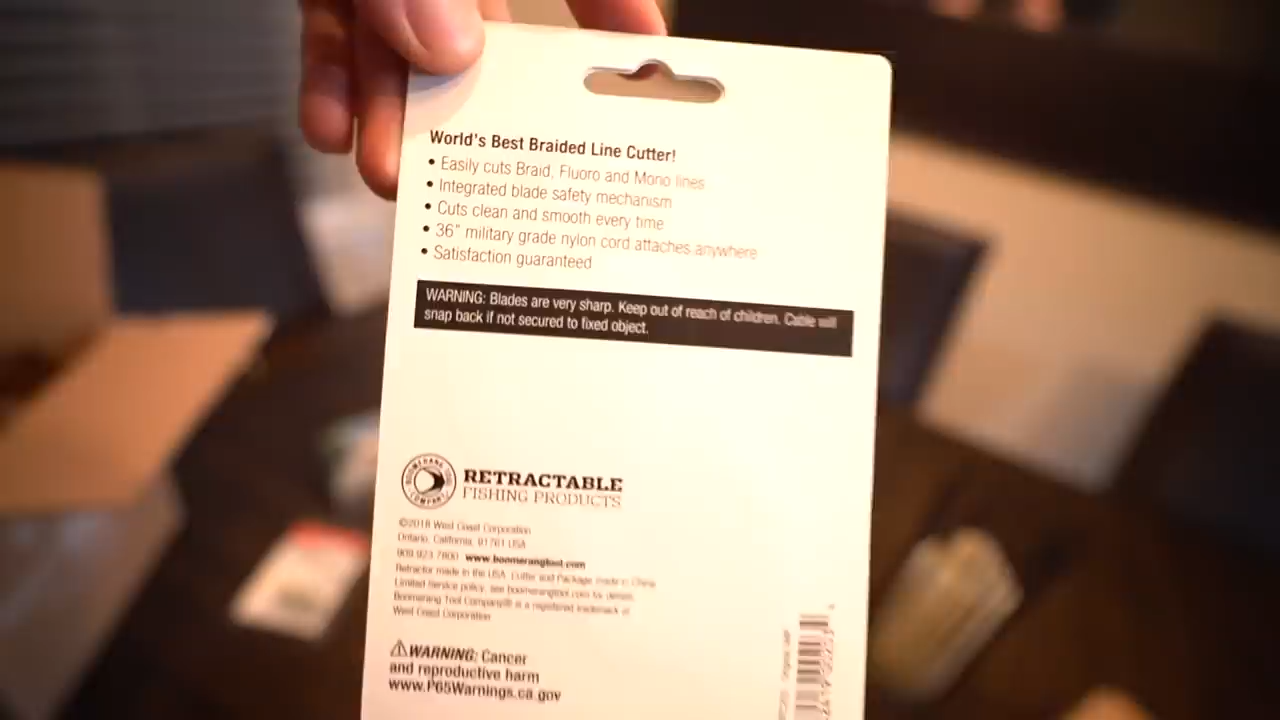 World's Best Braided Line Cutter!
• Easily cuts Braid, Fluoro and Mono lines
• Integrated blade safety mechanism
• Cuts clean and smooth every time
• 36" military grade nylon cord attaches anywhere
• Satisfaction guaranteed
WARNING: Blades are very sharp. Keep out of reach of children. Cable will
snap back if not secured to fixed object.
BOOMERANG TOOL COMPANY
RETRACTABLE
FISHING PRODUCTS
©2018 West Coast Corporation
Ontario, California, 91761 USA
909.923.7800 www.boomerangtool.com
Retractor made in the USA. Cutter and Package made in China
Limited service policy, see boomerangtool.com for details.
Boomerang Tool Company® is a registered trademark of
West Coast Corporation
⚠WARNING: Cancer
and reproductive harm
www.P65Warnings.ca.gov